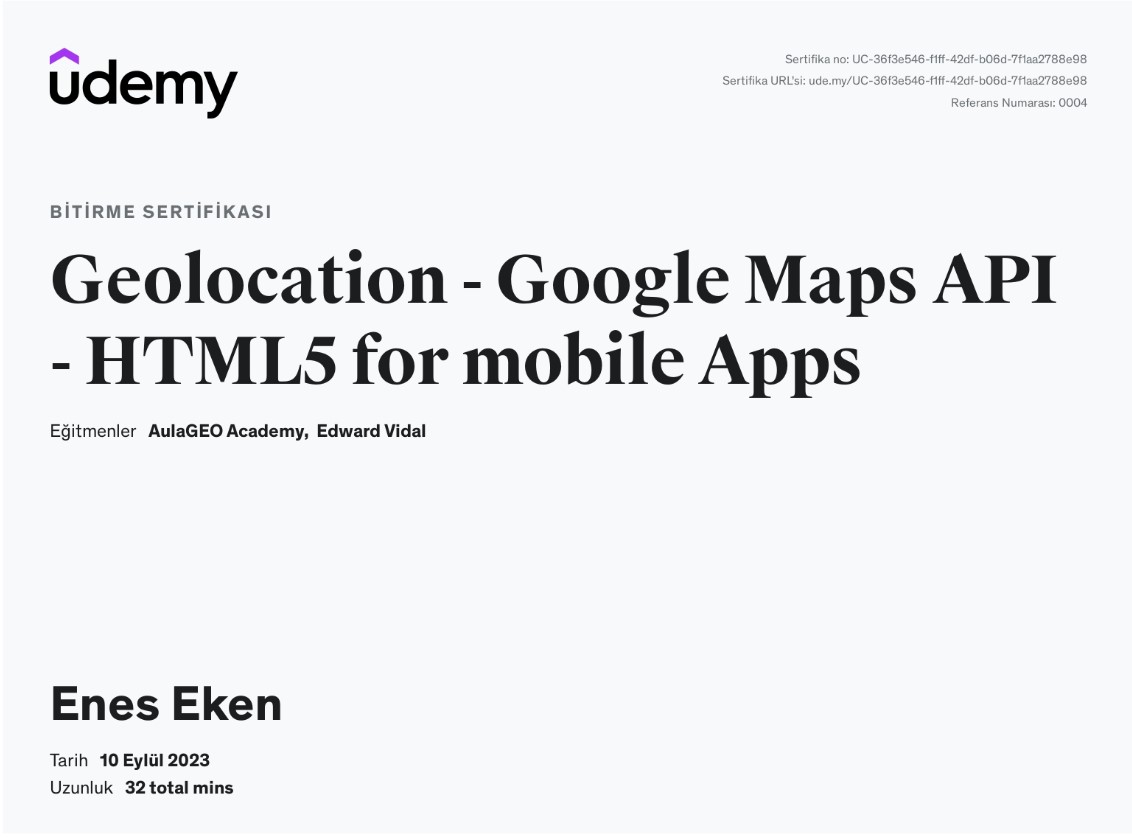 udemy
Sertifika no: UC-36f3e546-f1ff-42df-b06d-7f1aa2788e98
Sertifika URL'si: ude.my/UC-36f3e546-f1ff-42df-b06d-7f1aa2788e98
Referans Numarası: 0004
BİTİRME SERTİFİKASI
Geolocation - Google Maps API
- HTML5 for mobile Apps
Eğitmenler AulaGEO Academy, Edward Vidal
Enes Eken
Tarih 10 Eylül 2023
Uzunluk 32 total mins